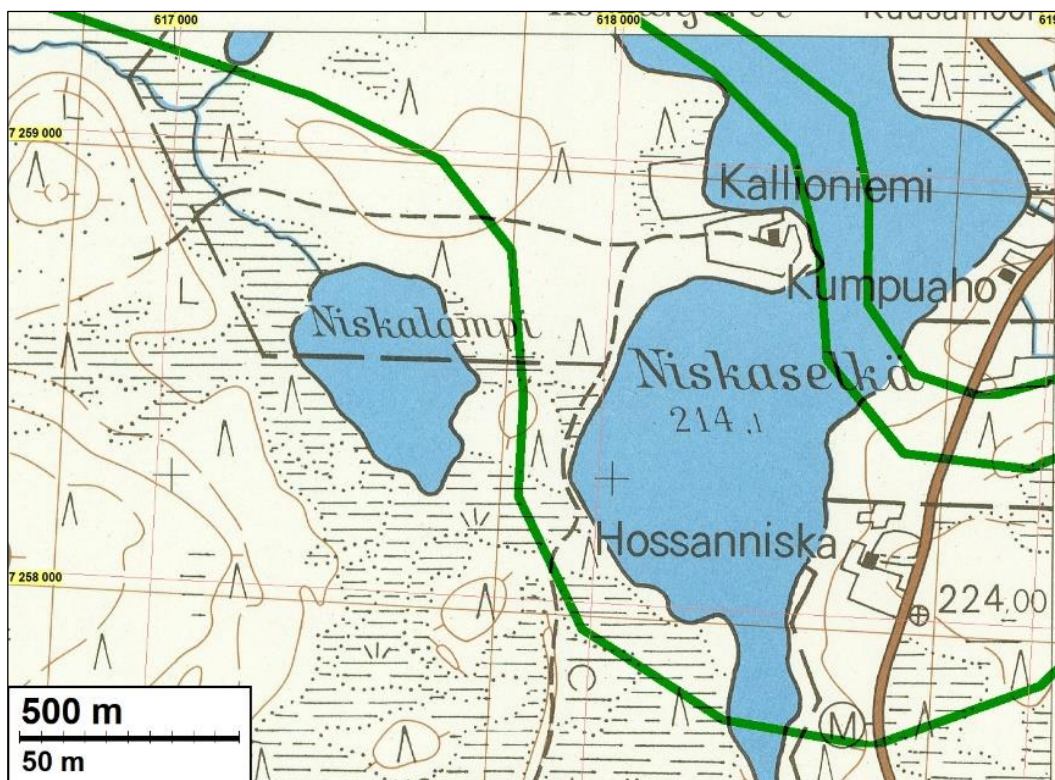 617 000
618 000
7 259 000
Kallioniemi
Kumpuaho
Niskalampi
Niskaselkä
214.1
Hossanniska
7 258 000
224.00
M
500 m
50 m